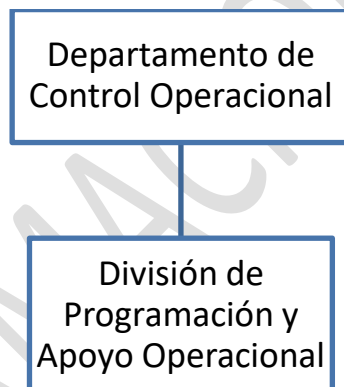 Departamento de
Control Operacional
División de
Programación y
Apoyo Operacional